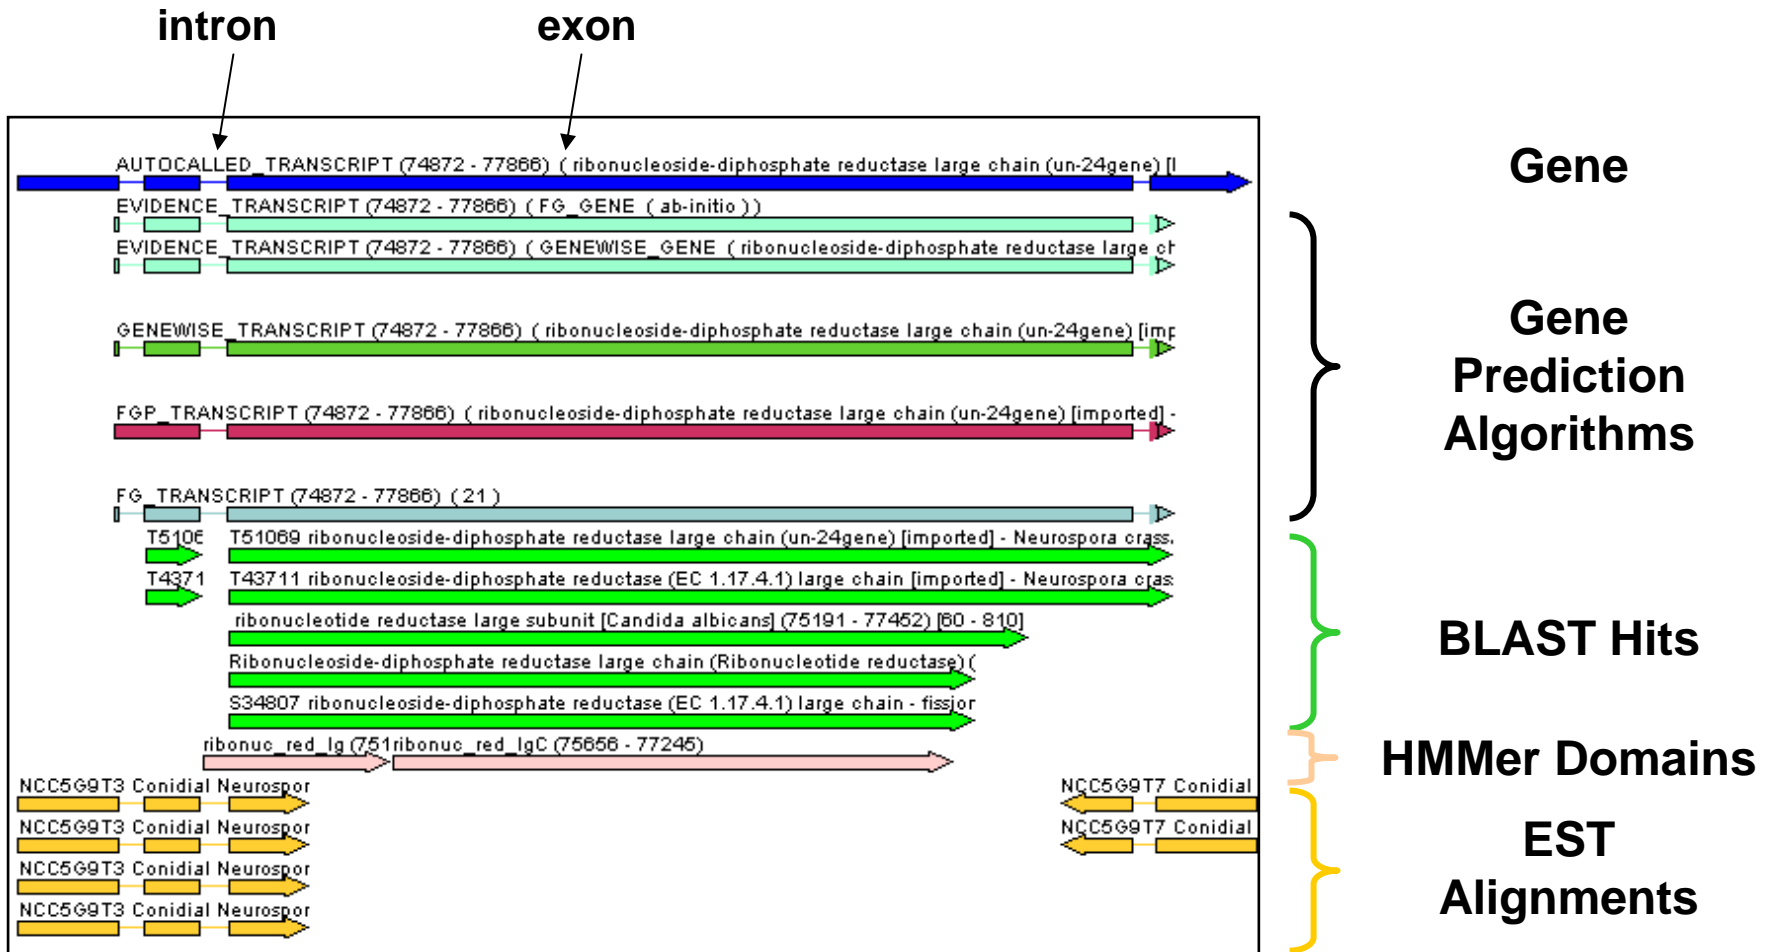 intron exon
AUTOCALLED_TRANSCRIPT (74872 - 77866) ( ribonucleoside-diphosphate reductase large chain (un-24gene) [
Gene
EVIDENCE_TRANSCRIPT (74872 - 77866) ( FG_GENE ( ab-initio ) )
EVIDENCE_TRANSCRIPT (74872 - 77866) ( GENEWISE_GENE ( ribonucleoside-diphosphate reductase large ch
GENEWISE_TRANSCRIPT (74872 - 77866) ( ribonucleoside-diphosphate reductase large chain (un-24gene) [imp
FGP_TRANSCRIPT (74872 - 77866) ( ribonucleoside-diphosphate reductase large chain (un-24gene) [imported] -
FG_TRANSCRIPT (74872 - 77866) ( 21 )
Gene
Prediction
Algorithms
T5106 T51069 ribonucleoside-diphosphate reductase large chain (un-24gene) [imported] - Neurospora crass
T4371 T43711 ribonucleoside-diphosphate reductase (EC 1.17.4.1) large chain [imported] - Neurospora cras
ribonucleotide reductase large subunit [Candida albicans] (75191 - 77452) [60 - 810]
Ribonucleoside-diphosphate reductase large chain (Ribonucleotide reductase) (
S34807 ribonucleoside-diphosphate reductase (EC 1.17.4.1) large chain - fission
BLAST Hits
ribonuc_red_lg (751 ribonuc_red_lgC (75656 - 77245)
HMMer Domains
NCC5G9T3 Conidial Neurospor NCC5G9T7 Conidial
NCC5G9T3 Conidial Neurospor NCC5G9T7 Conidial
NCC5G9T3 Conidial Neurospor
NCC5G9T3 Conidial Neurospor
EST
Alignments